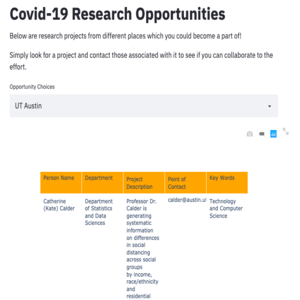 Covid-19 Research Opportunities
Below are research projects from different places which you could become a part of!
Simply look for a project and contact those associated with it to see if you can collaborate to the
effort.
Opportunity Choices
UT Austin
Person Name
Department
Project
Description
Point of
Contact
Key Words
Catherine
(Kate) Calder
Department
of Statistics
and Data
Sciences
Professor Dr.
Calder is
generating
systematic
information
on differences
in social
distancing
across social
groups
by income,
race/ethnicity
and
residential
calder@austin.u
Technology
and Computer
Science